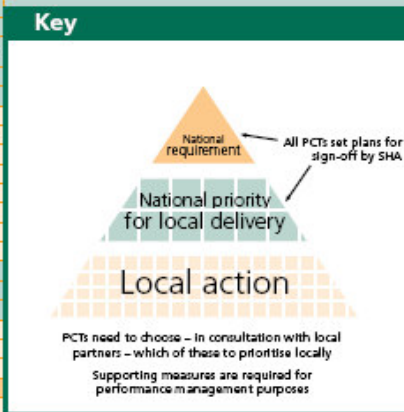 Key
National
requirement
All PCTs set plans for
sign-off by SHA
National priority
for local delivery
Local action
PCTs need to choose – in consultation with local
partners – which of these to prioritise locally
Supporting measures are required for
performance management purposes